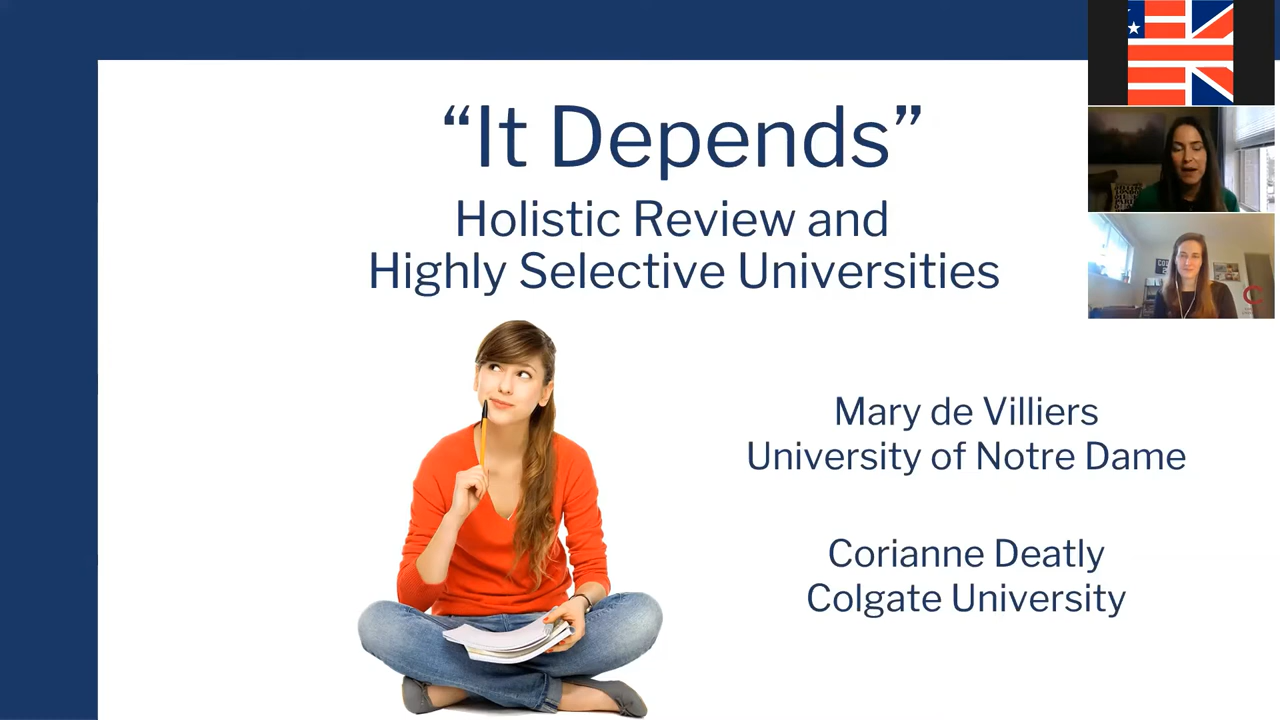 “It Depends”
Holistic Review and
Highly Selective Universities
Mary de Villiers
University of Notre Dame
Corianne Deatly
Colgate University